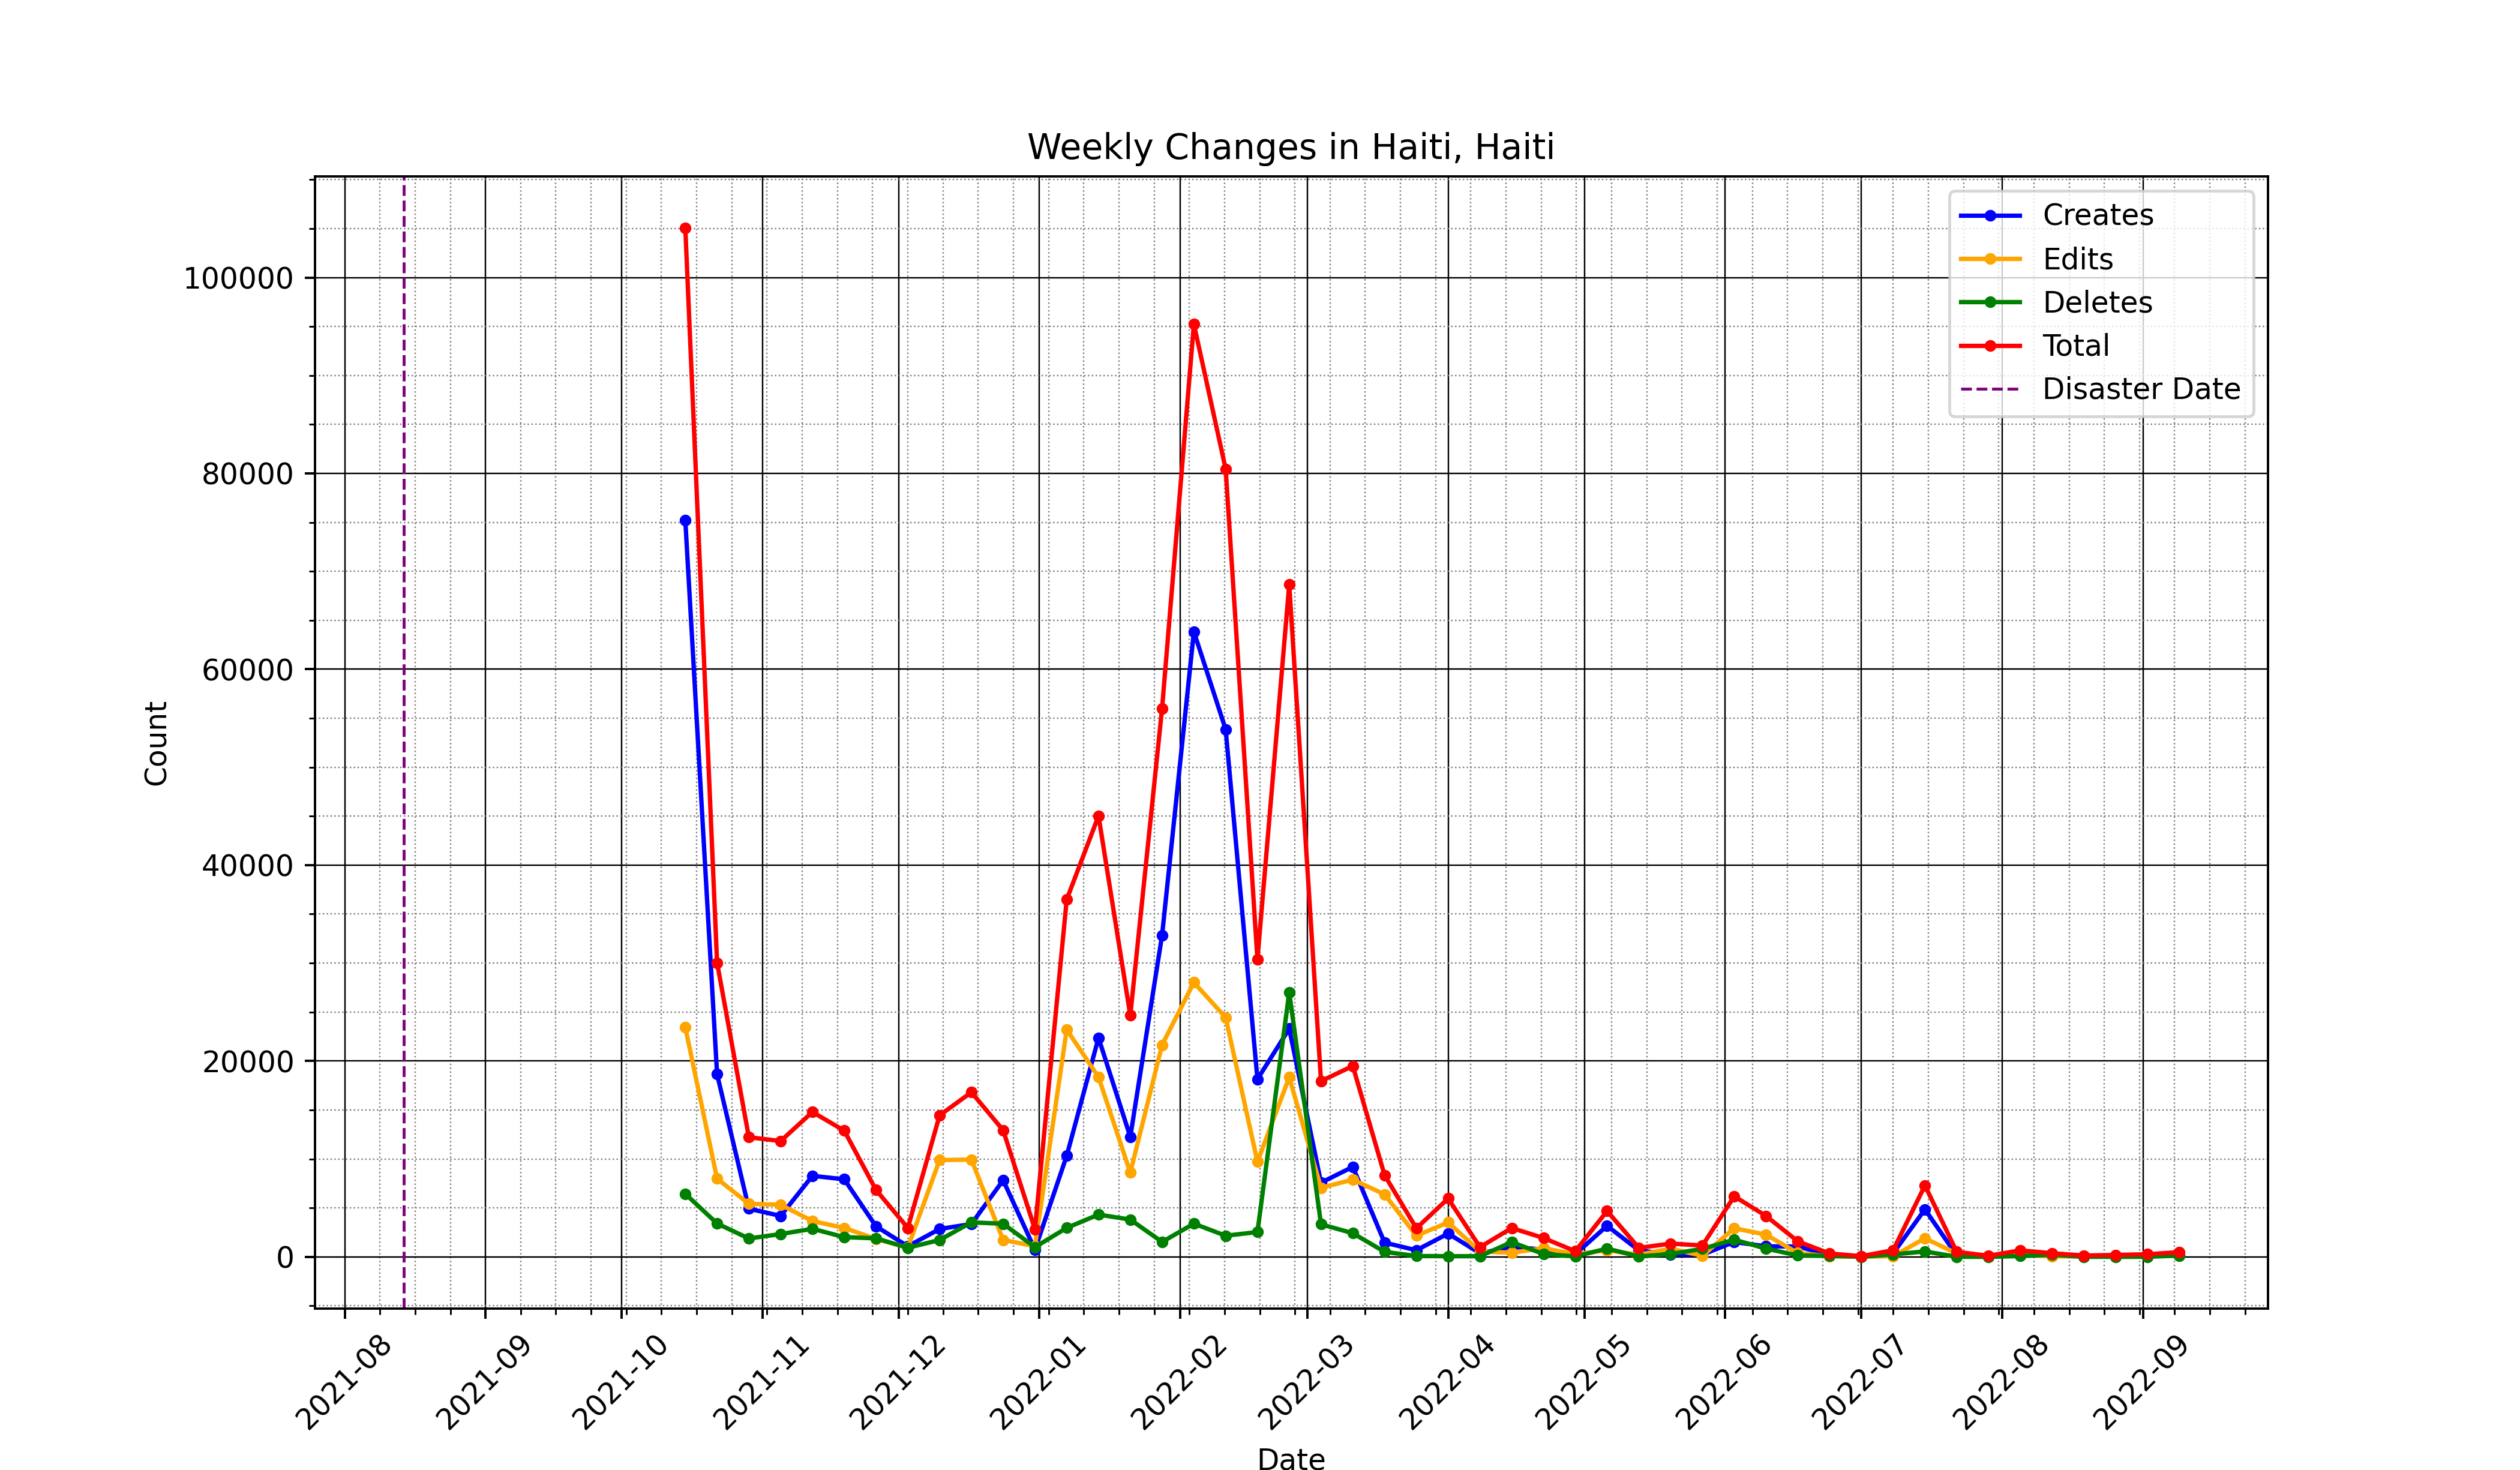 Weekly Changes in Haiti, Haiti
Creates
Edits
Deletes
Total
Disaster Date
100000
80000
60000
40000
20000
0
Count
2021-08
2021-09
2021-10
2021-11
2021-12
2022-01
2022-02
2022-03
2022-04
2022-05
2022-06
2022-07
2022-08
2022-09
Date